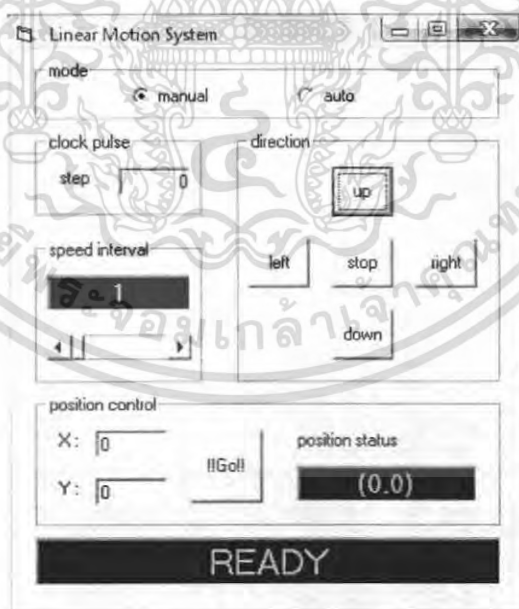 Linear Motion System
mode
manual
auto
clock pulse
step 0
speed interval
1
direction
up
left
stop
right
down
position control
X: 0
Y: 0
!!Go!!
position status
(0.0)
READY